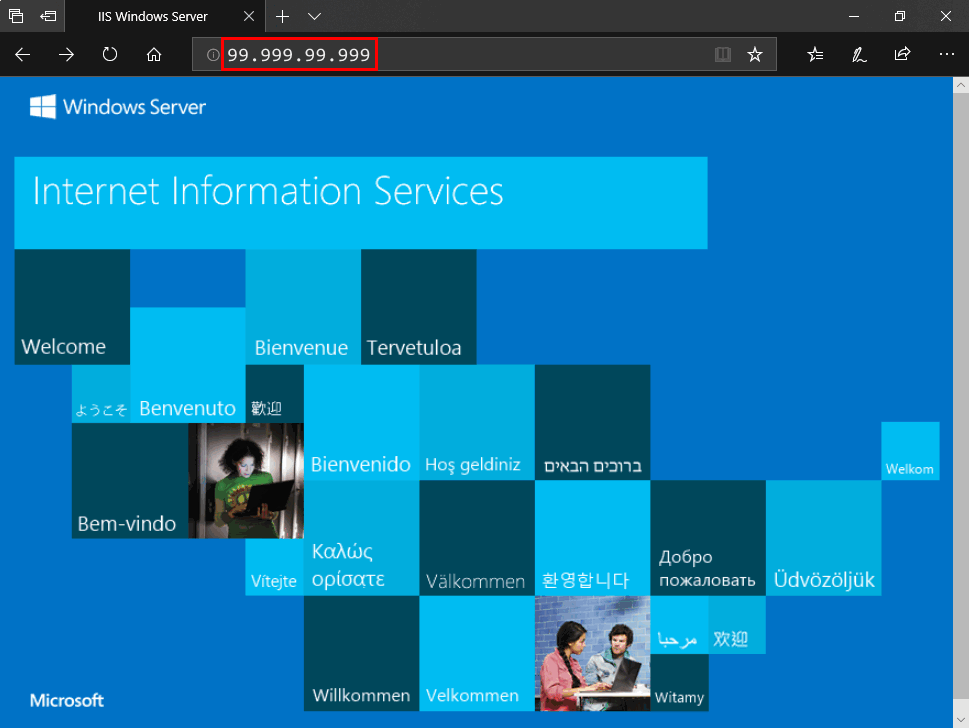 IIS Windows Server
99.999.99.999
Windows Server
Internet Information Services
Welcome
Bienvenue
Tervetuloa
ようこそ
Benvenuto
歡迎
Bienvenido
Hoş geldiniz
ברוכים הבאים
Welkom
Bem-vindo
Vítejte
Καλώς
ορίσατε
Välkommen
환영합니다
Добро
пожаловать
Üdvözöljük
Willkommen
Velkommen
مرحبا
欢迎
Witamy
Microsoft